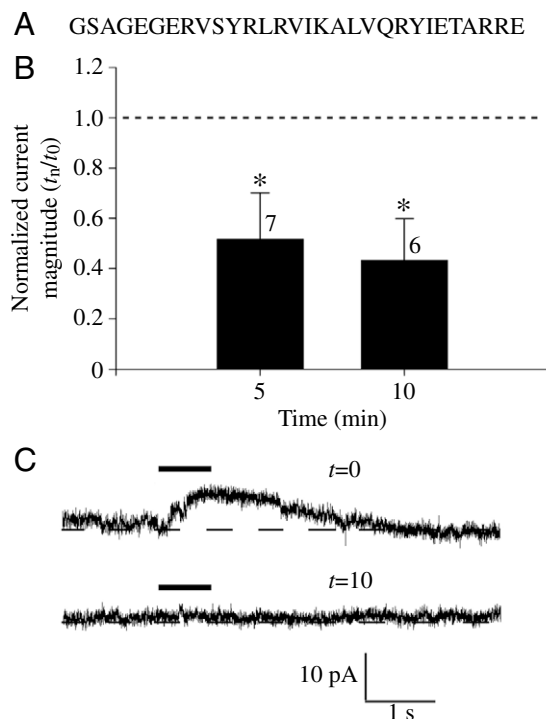 A GSAGEGERVSYRLRVIKALVQRYIETARRE
B
Normalized current
magnitude (tn/t0)
1.2
1.0
0.8
0.6
0.4
0.2
0
*
7
*
6
5
10
Time (min)
C
t=0
t=10
10 pA
1 s